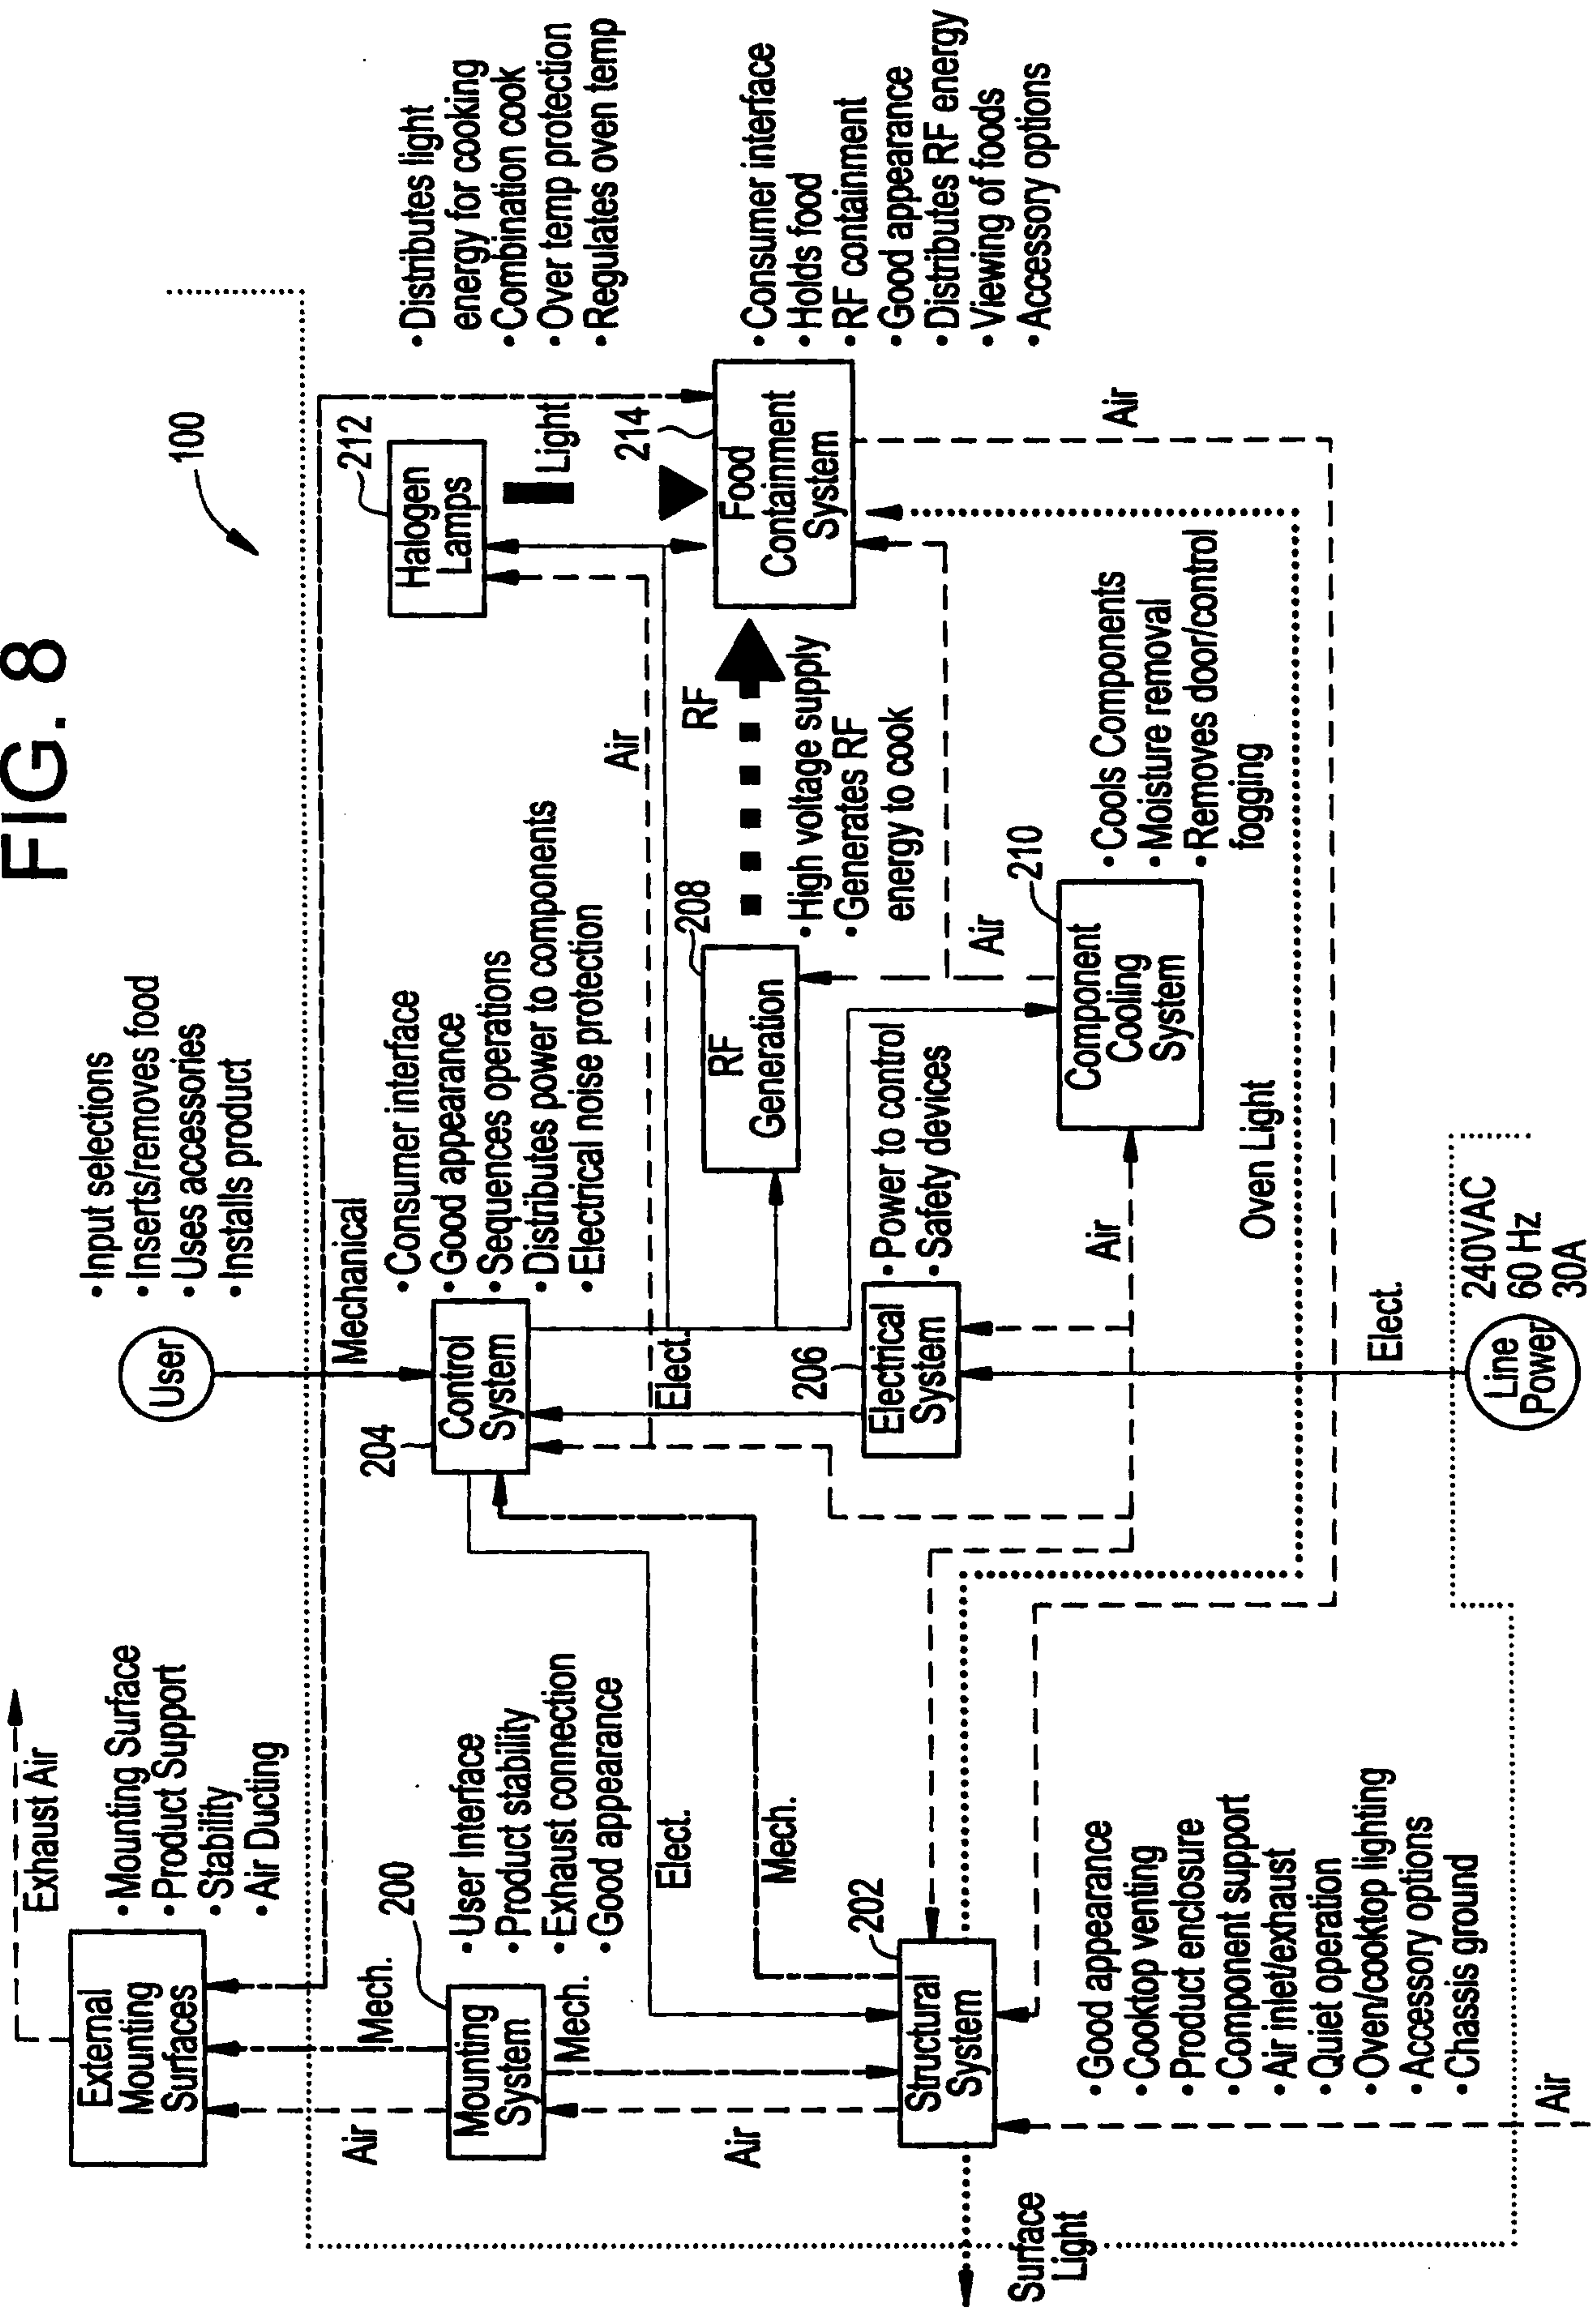 FIG. 8
100
Exhaust Air
External
Mounting
Surfaces
• Mounting Surface
• Product Support
• Stability
• Air Ducting
User
• Input selections
• Inserts/removes food
• Uses accessories
• Installs product
Mechanical
Air
Mech.
200
Mounting
System
• User Interface
• Product stability
• Exhaust connection
• Good appearance
Mech.
Air
Elect.
Mech.
204
Control
System
• Consumer interface
• Good appearance
• Sequences operations
• Distributes power to components
• Electrical noise protection
Elect.
Air
212
Halogen
Lamps
Light
• Distributes light
energy for cooking
• Combination cook
• Over temp protection
• Regulates oven temp
208
RF
Generation
RF
• High voltage supply
• Generates RF
energy to cook
214
Food
Containment
System
• Consumer interface
• Holds food
• RF containment
• Good appearance
• Distributes RF energy
• Viewing of foods
• Accessory options
Air
202
Structural
System
Surface
Light
• Good appearance
• Cooktop venting
• Product enclosure
• Component support
• Air inlet/exhaust
• Quiet operation
• Oven/cooktop lighting
• Accessory options
• Chassis ground
Air
206
Electrical
System
• Power to control
• Safety devices
Air
210
Component
Cooling
System
Air
• Cools Components
• Moisture removal
• Removes door/control
fogging
Oven Light
Elect.
Line
Power
240VAC
60 Hz
30A